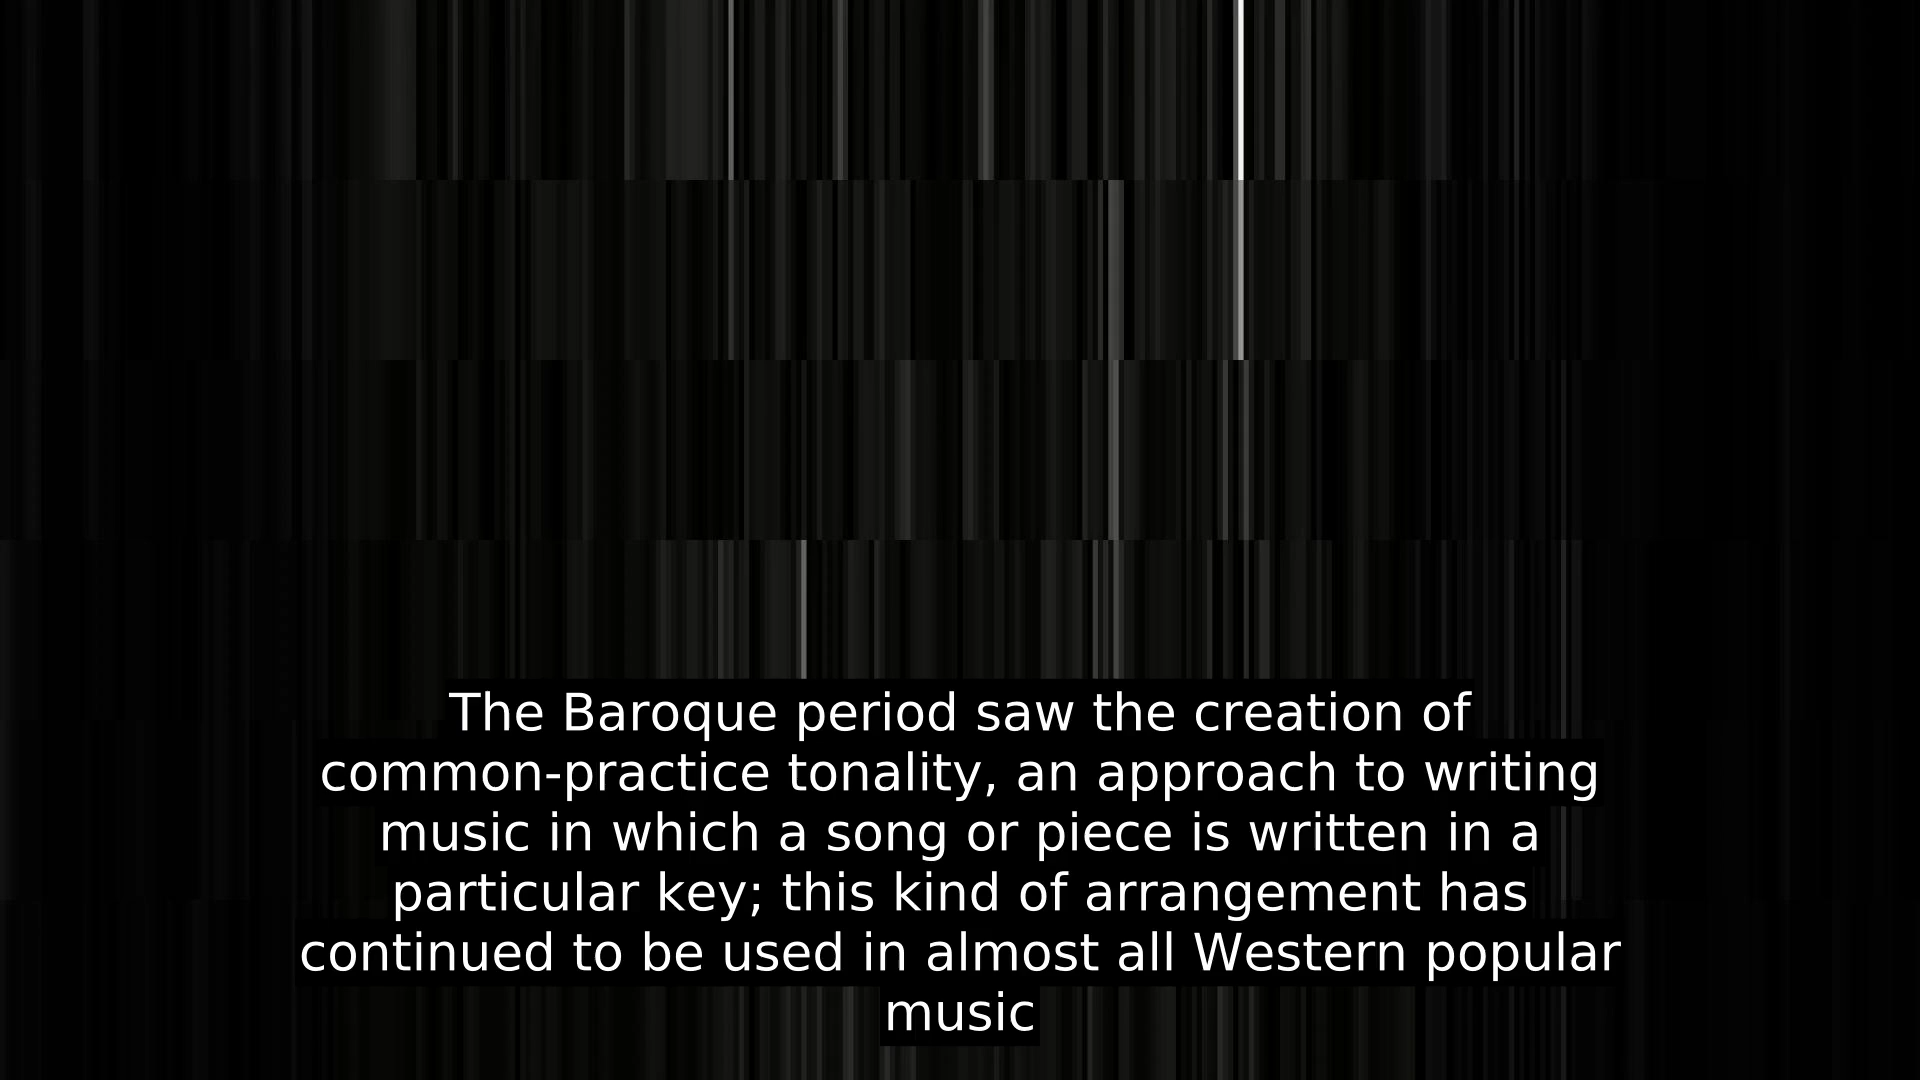 The Baroque period saw the creation of
common-practice tonality, an approach to writing
music in which a song or piece is written in a
particular key; this kind of arrangement has
continued to be used in almost all Western popular
music